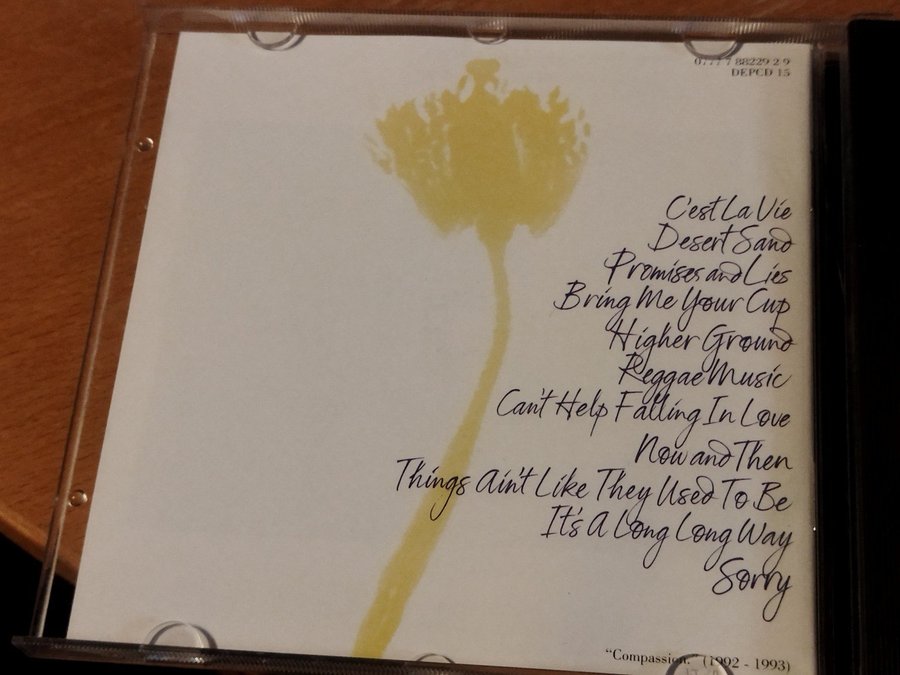 0777 7 88229 2 9
DEPCD 15
C'est La Vie
Desert Sand
Promises and Lies
Bring Me Your Cup
Higher Ground
Reggae Music
Can't Help Falling In Love
Now and Then
Things Ain't Like They Used To Be
It's A Long Long Way
Sorry
"Compassion." (1992 - 1993)